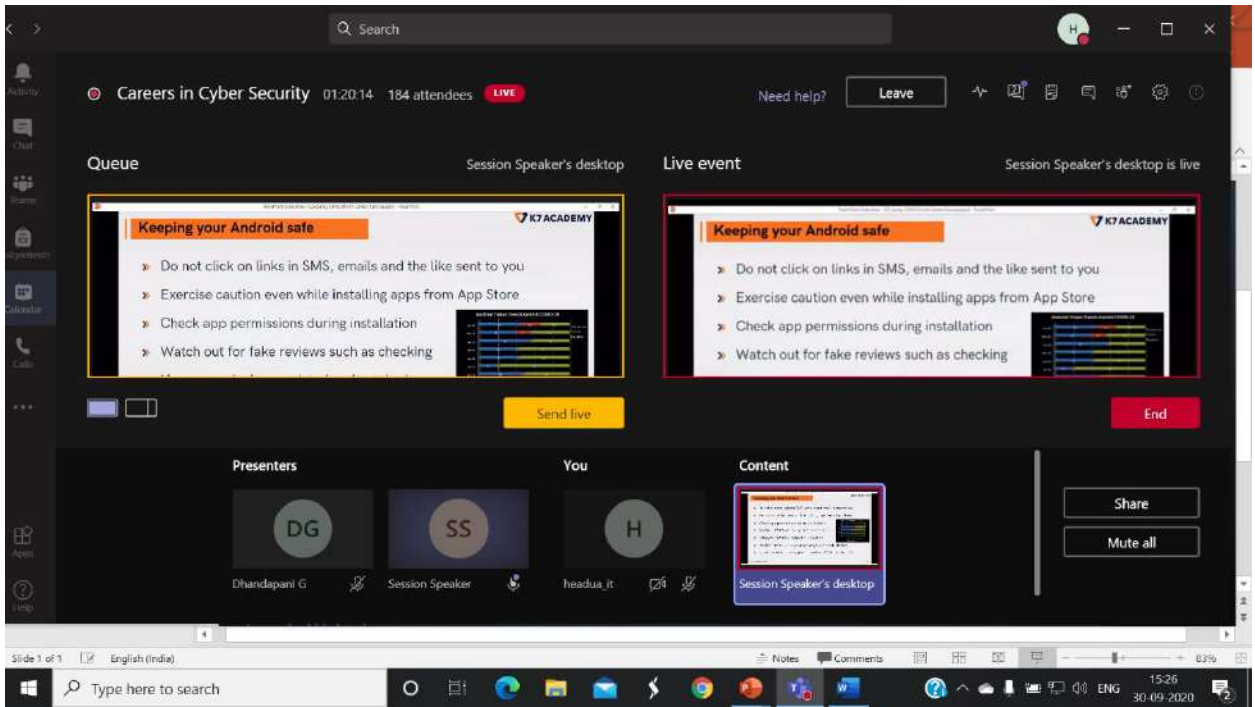 Search
H
Activity
Chat
Teams
Assignments
Calendar
Calls
Apps
Help
Careers in Cyber Security 01:20:14 184 attendees LIVE
Need help? Leave
Queue Session Speaker's desktop
Live event Session Speaker's desktop is live
Keeping your Android safe
K7 ACADEMY
Do not click on links in SMS, emails and the like sent to you
Exercise caution even while installing apps from App Store
Check app permissions during installation
Watch out for fake reviews such as checking
Keeping your Android safe
K7 ACADEMY
Do not click on links in SMS, emails and the like sent to you
Exercise caution even while installing apps from App Store
Check app permissions during installation
Watch out for fake reviews such as checking
Send live
End
Presenters You Content
DG SS H
Dhandapani G Session Speaker headua_it Session Speaker's desktop
Share
Mute all
Slide 1 of 1 English (India) Notes Comments 83%
Type here to search
ENG 15:26
30-09-2020
2